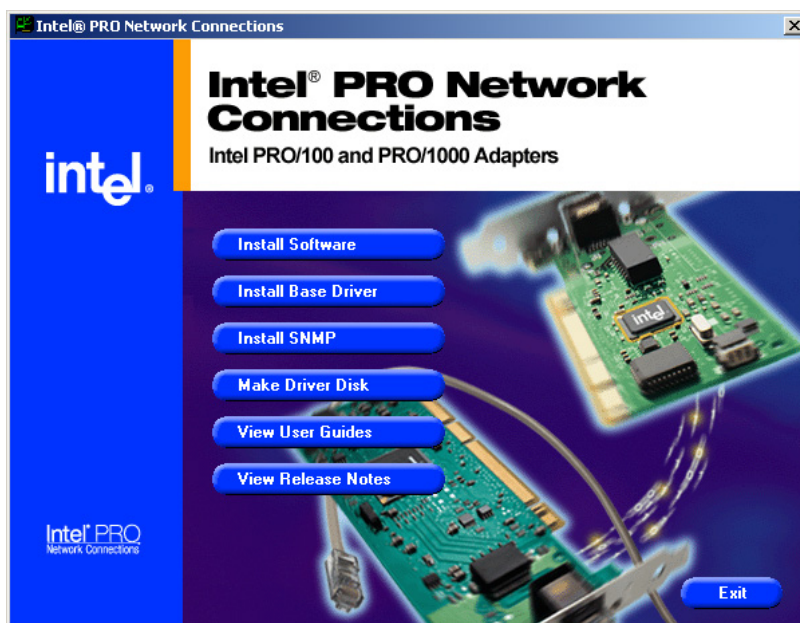 Intel® PRO Network Connections
Intel® PRO Network
Connections
Intel PRO/100 and PRO/1000 Adapters
intel®
Install Software
Install Base Driver
Install SNMP
Make Driver Disk
View User Guides
View Release Notes
intel
Intel® PRO
Network Connections
Exit